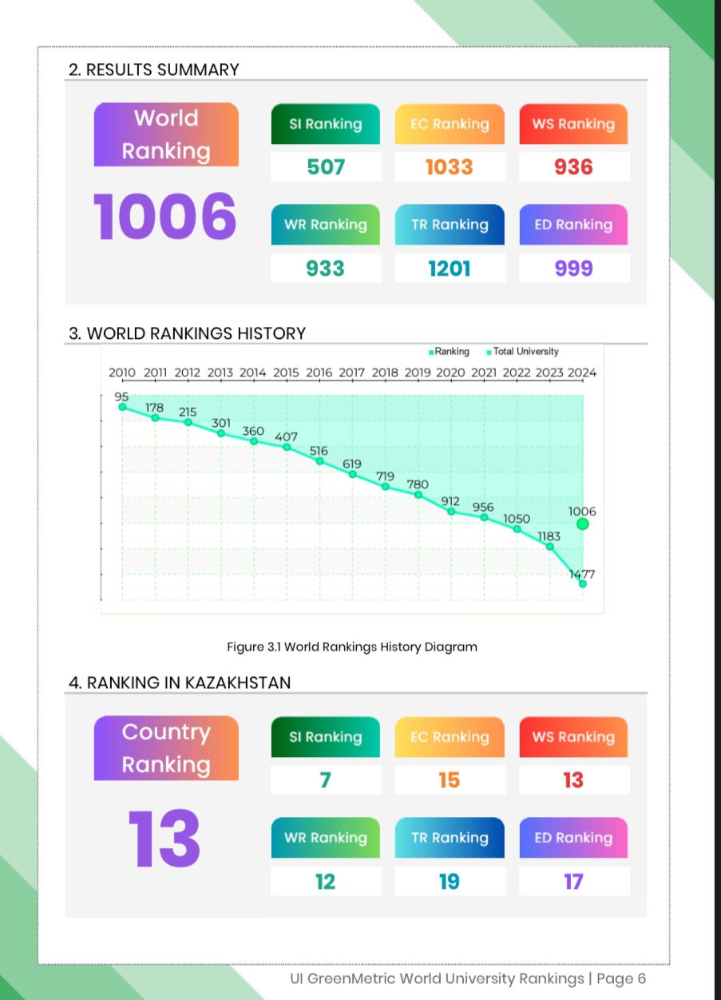 2. RESULTS SUMMARY
World
Ranking
1006
SI Ranking
507
EC Ranking
1033
WS Ranking
936
WR Ranking
933
TR Ranking
1201
ED Ranking
999
3. WORLD RANKINGS HISTORY
Ranking Total University
2010 2011 2012 2013 2014 2015 2016 2017 2018 2019 2020 2021 2022 2023 2024
95
178
215
301
360
407
516
619
719
780
912
956
1050
1183
1006
1477
Figure 3.1 World Rankings History Diagram
4. RANKING IN KAZAKHSTAN
Country
Ranking
13
SI Ranking
7
EC Ranking
15
WS Ranking
13
WR Ranking
12
TR Ranking
19
ED Ranking
17
UI GreenMetric World University Rankings | Page 6